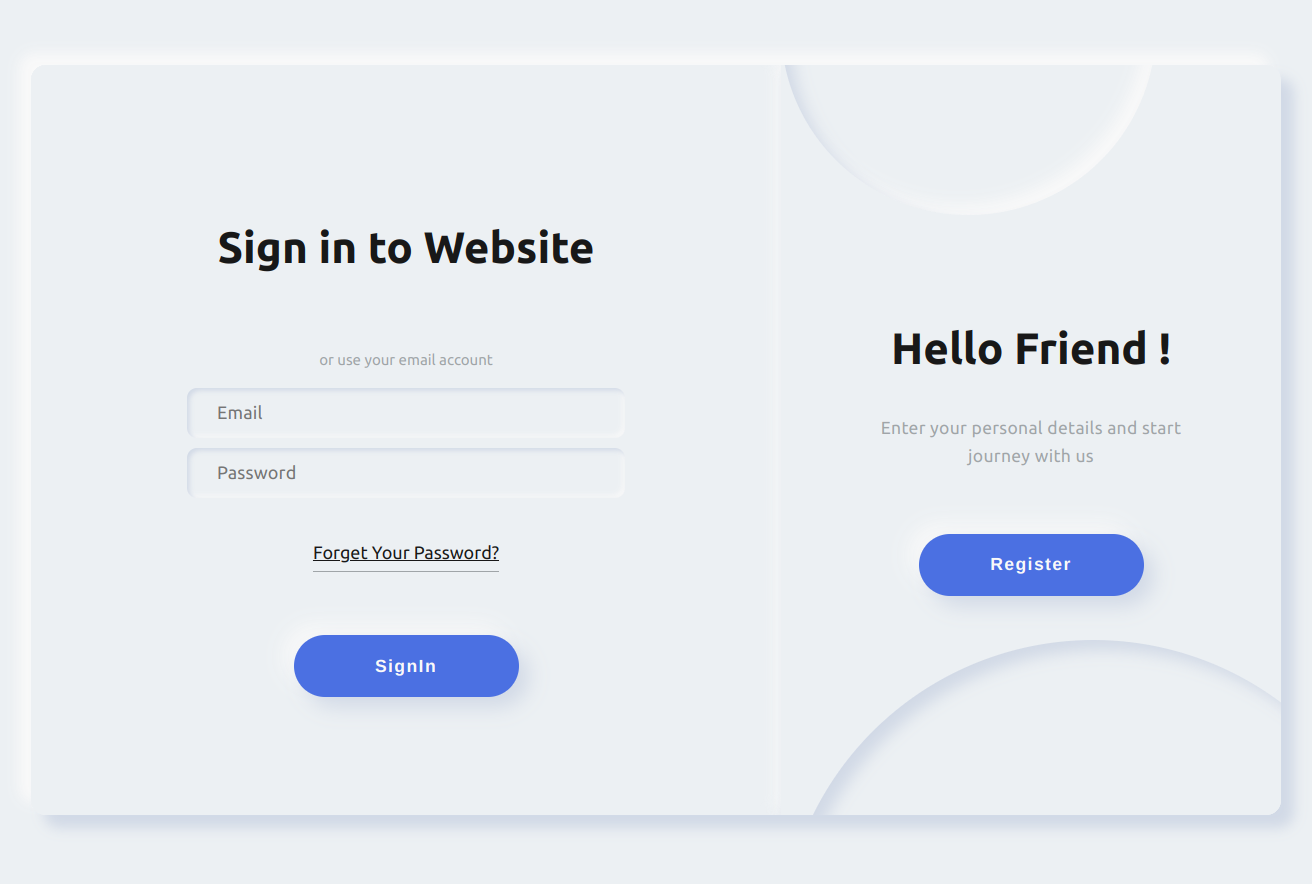 Sign in to Website
or use your email account
Email
Password
Forget Your Password?
SignIn
Hello Friend !
Enter your personal details and start
journey with us
Register